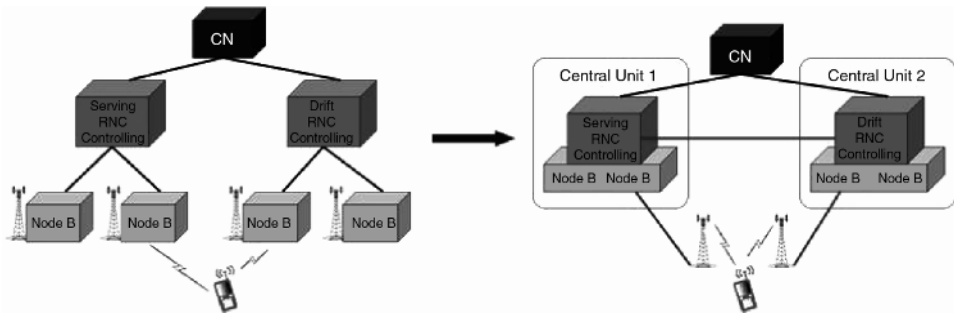 CN
Serving
RNC
Controlling
Drift
RNC
Controlling
Node B
Node B
Node B
Node B
CN
Central Unit 1
Central Unit 2
Serving
RNC
Controlling
Drift
RNC
Controlling
Node B Node B
Node B Node B